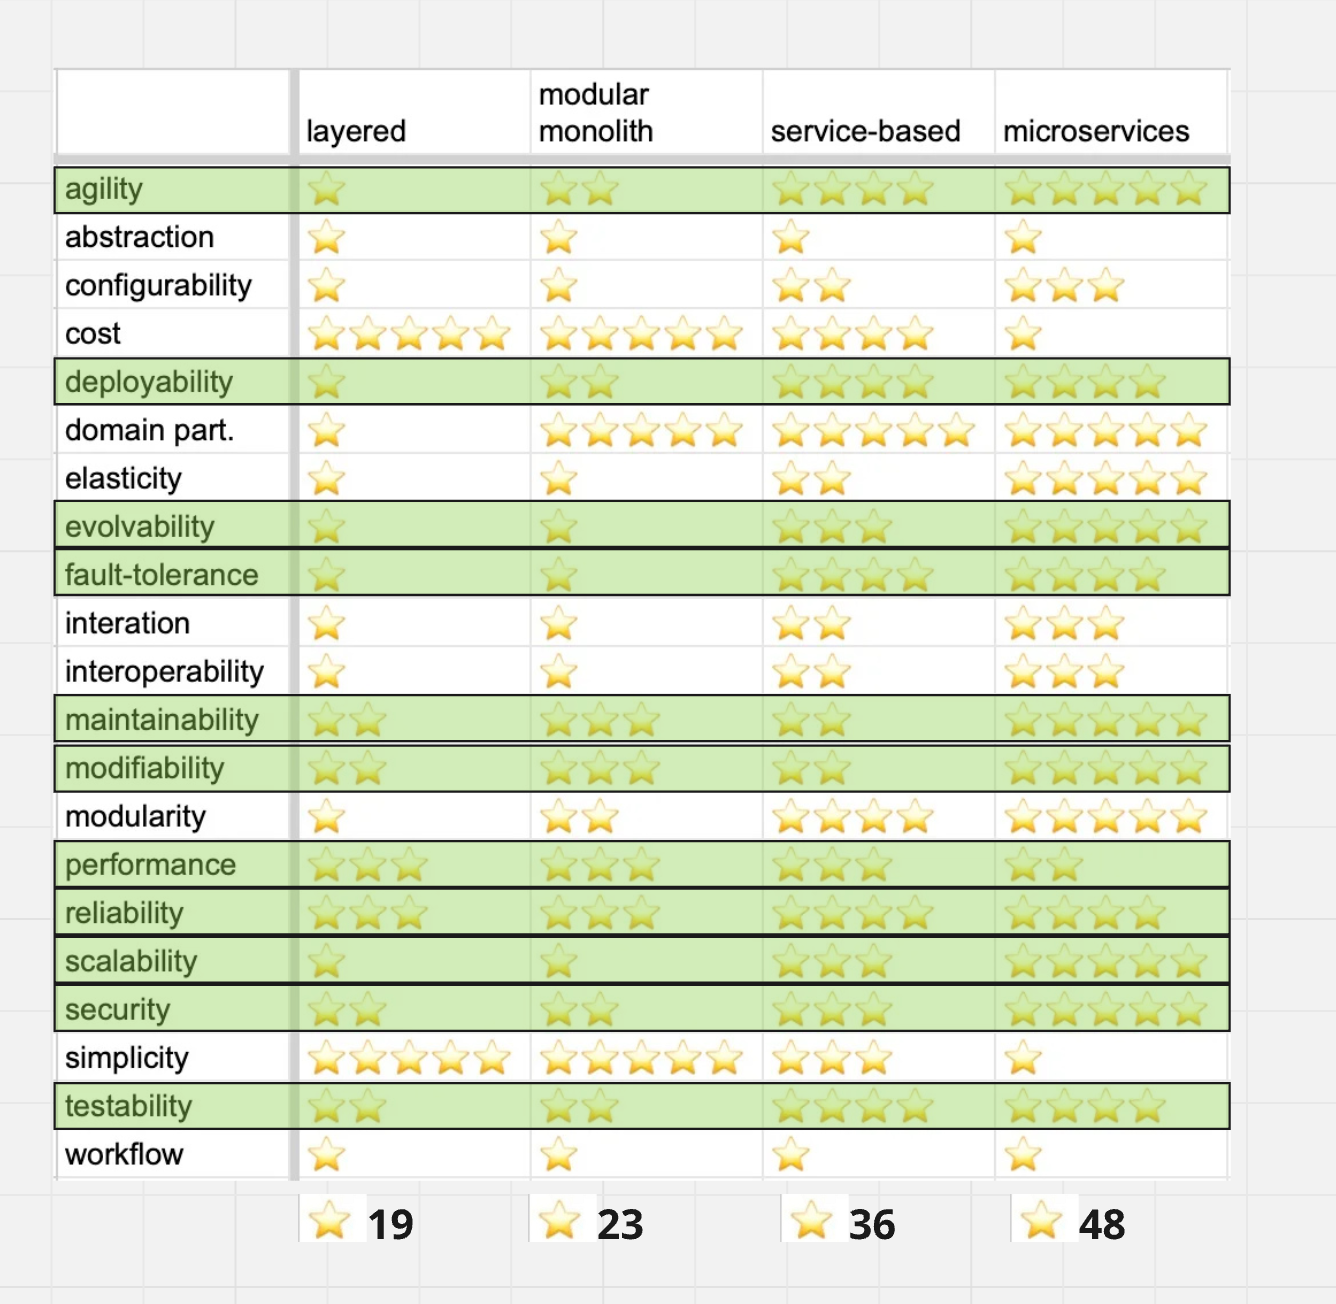 layered
modular
monolith
service-based
microservices
agility
abstraction
configurability
cost
deployability
domain part.
elasticity
evolvability
fault-tolerance
interation
interoperability
maintainability
modifiability
modularity
performance
reliability
scalability
security
simplicity
testability
workflow
19 23 36 48